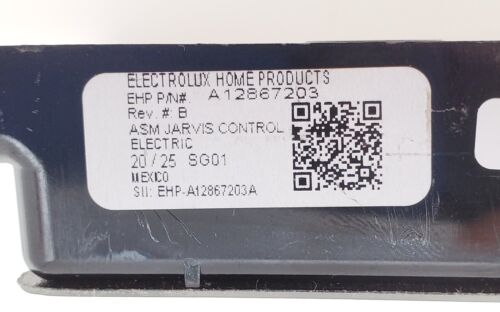 ELECTROLUX HOME PRODUCTS
EHP P/N#: A12867203
Rev. #: B
ASM JARVIS CONTROL
ELECTRIC
20 / 25 SG01
MEXICO
SII: EHP-A12867203A